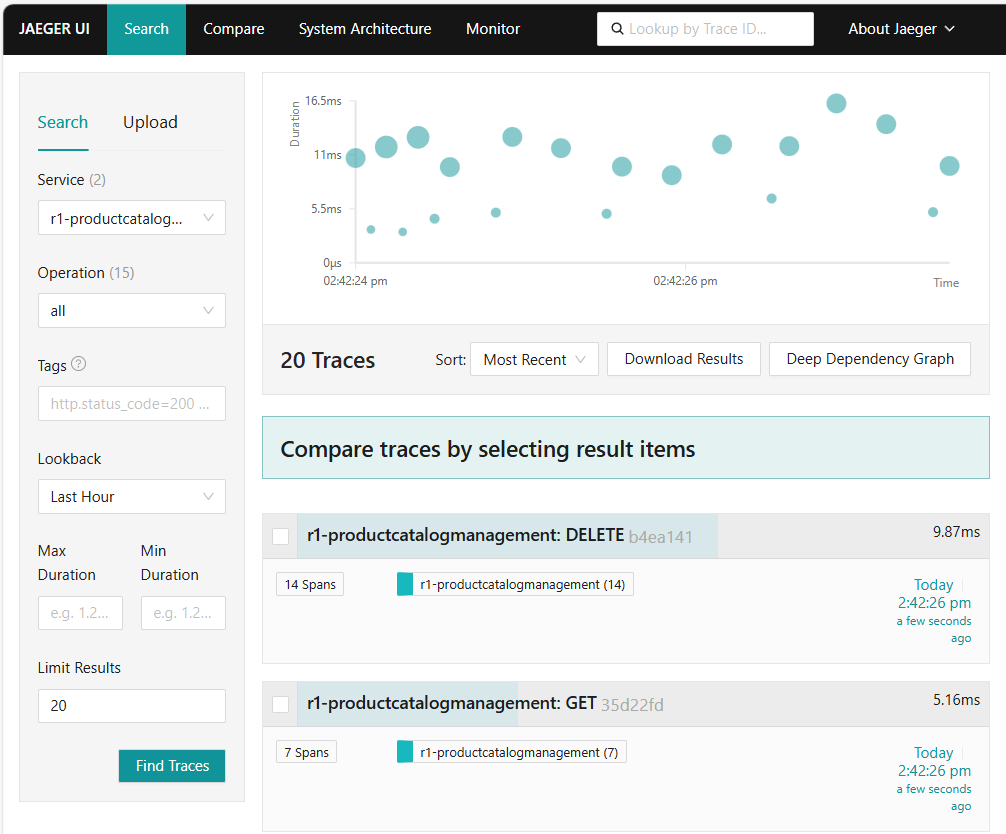 JAEGER UI
Search
Compare
System Architecture
Monitor
Lookup by Trace ID...
About Jaeger
Search
Upload
Service (2)
r1-productcatalog...
Operation (15)
all
Tags
?
http.status_code=200 ...
Lookback
Last Hour
Max Duration
Min Duration
e.g. 1.2...
e.g. 1.2...
Limit Results
20
Find Traces
Duration
16.5ms
11ms
5.5ms
0μs
02:42:24 pm
02:42:26 pm
Time
20 Traces
Sort:
Most Recent
Download Results
Deep Dependency Graph
Compare traces by selecting result items
r1-productcatalogmanagement: DELETE b4ea141
9.87ms
14 Spans
r1-productcatalogmanagement (14)
Today
2:42:26 pm
a few seconds
ago
r1-productcatalogmanagement: GET 35d22fd
5.16ms
7 Spans
r1-productcatalogmanagement (7)
Today
2:42:26 pm
a few seconds
ago